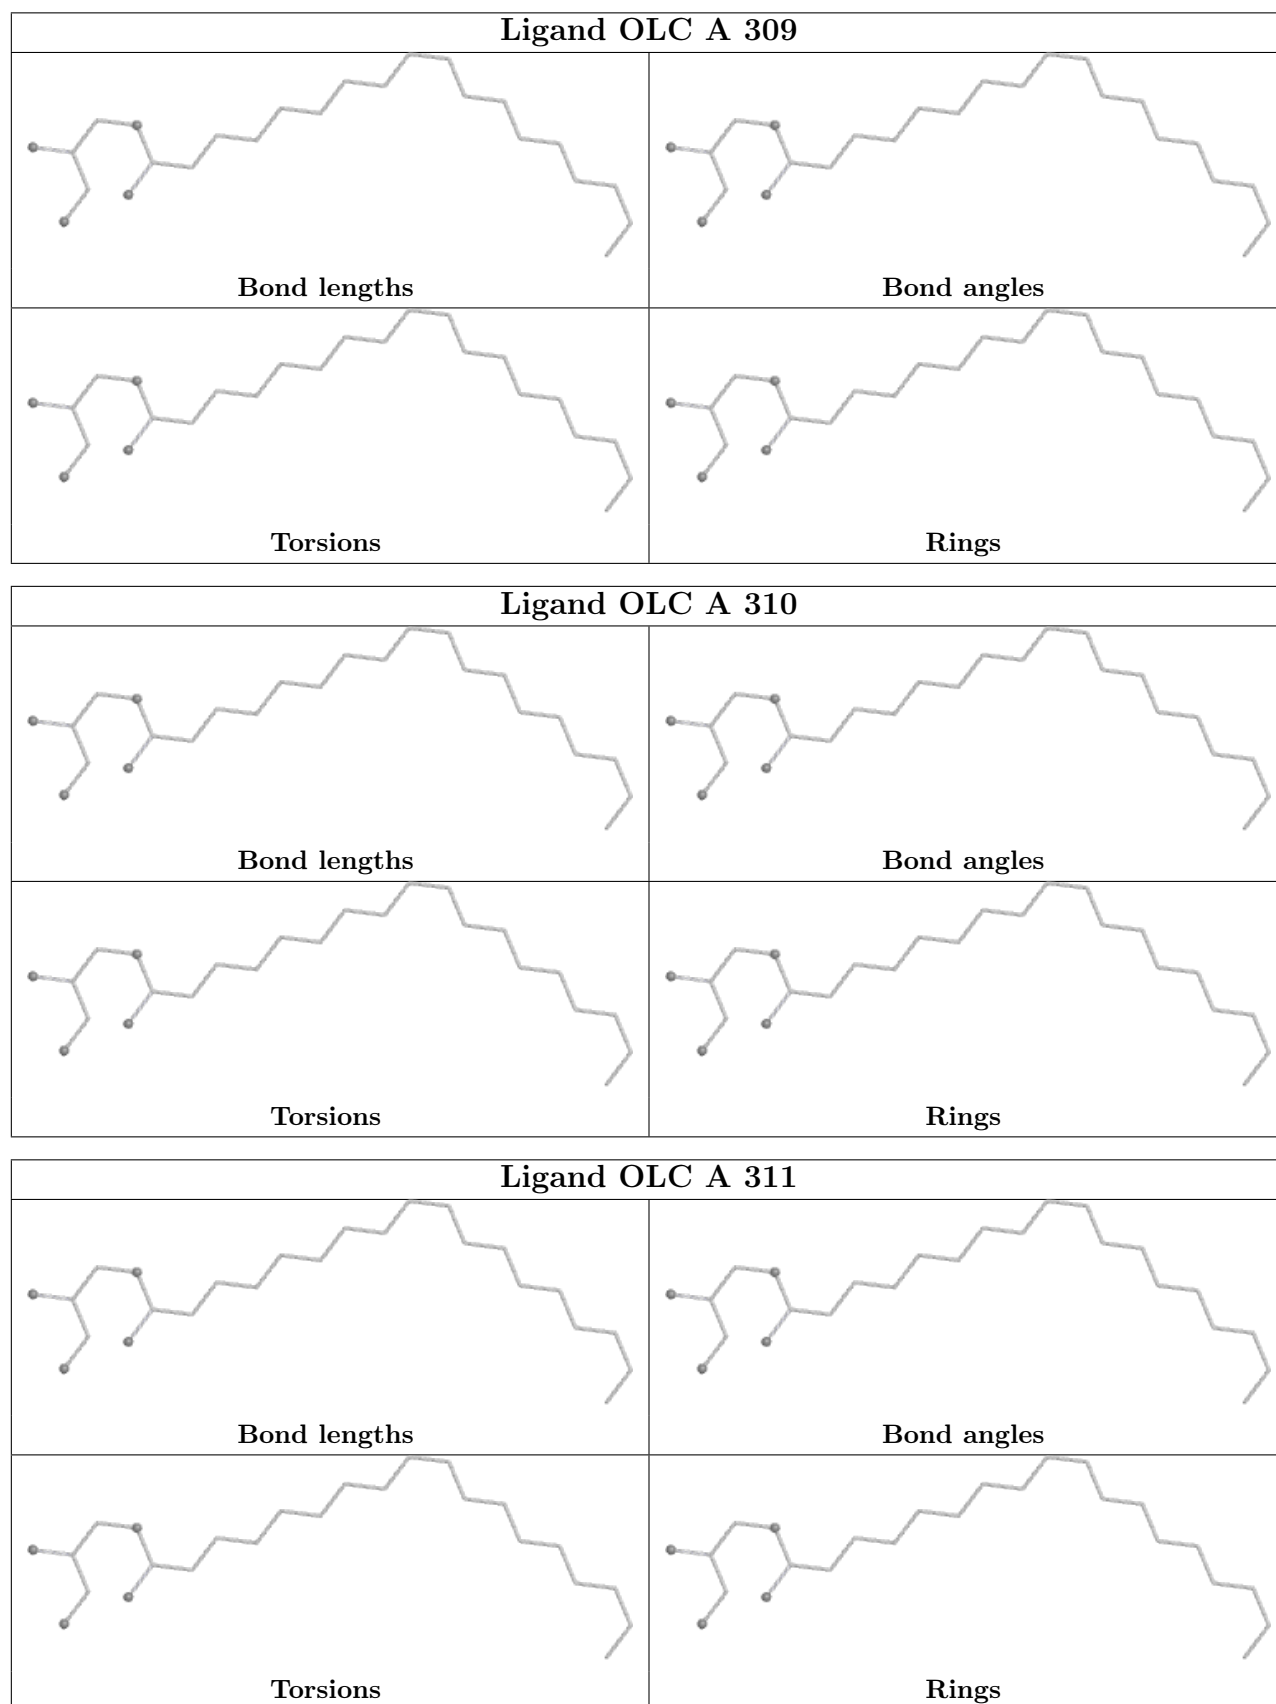 Ligand OLC A 309
Bond lengths
Bond angles
Torsions
Rings
Ligand OLC A 310
Bond lengths
Bond angles
Torsions
Rings
Ligand OLC A 311
Bond lengths
Bond angles
Torsions
Rings